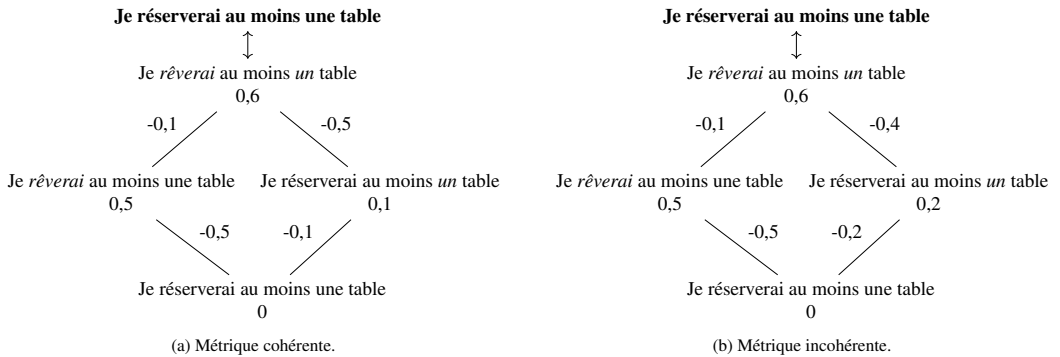 Je réserverai au moins une table
Je rêverai au moins un table
0,6
-0,1 -0,5
Je rêverai au moins une table Je réserverai au moins un table
0,5 0,1
-0,5 -0,1
Je réserverai au moins une table
0
(a) Métrique cohérente.
Je réserverai au moins une table
Je rêverai au moins un table
0,6
-0,1 -0,4
Je rêverai au moins une table Je réserverai au moins un table
0,5 0,2
-0,5 -0,2
Je réserverai au moins une table
0
(b) Métrique incohérente.